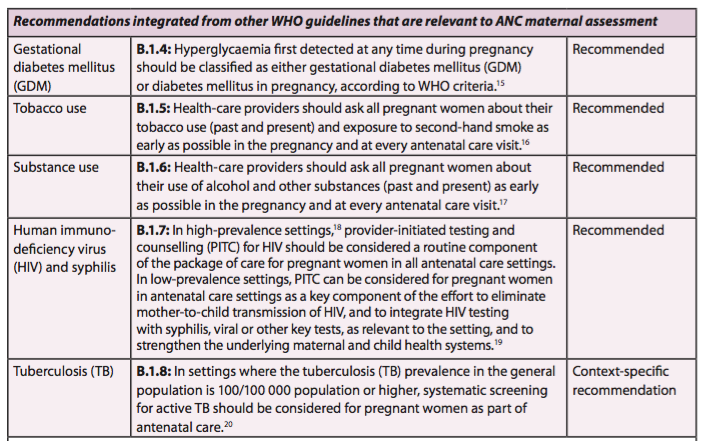 Recommendations integrated from other WHO guidelines that are relevant to ANC maternal assessment
Gestational
diabetes mellitus
(GDM)
B.1.4: Hyperglycaemia first detected at any time during pregnancy
should be classified as either gestational diabetes mellitus (GDM)
or diabetes mellitus in pregnancy, according to WHO criteria.15
Recommended
Tobacco use
B.1.5: Health-care providers should ask all pregnant women about their
tobacco use (past and present) and exposure to second-hand smoke as
early as possible in the pregnancy and at every antenatal care visit.16
Recommended
Substance use
B.1.6: Health-care providers should ask all pregnant women about
their use of alcohol and other substances (past and present) as early
as possible in the pregnancy and at every antenatal care visit.17
Recommended
Human immuno-
deficiency virus
(HIV) and syphilis
B.1.7: In high-prevalence settings,18 provider-initiated testing and
counselling (PITC) for HIV should be considered a routine component
of the package of care for pregnant women in all antenatal care settings.
In low-prevalence settings, PITC can be considered for pregnant women
in antenatal care settings as a key component of the effort to eliminate
mother-to-child transmission of HIV, and to integrate HIV testing
with syphilis, viral or other key tests, as relevant to the setting, and to
strengthen the underlying maternal and child health systems.19
Recommended
Tuberculosis (TB)
B.1.8: In settings where the tuberculosis (TB) prevalence in the general
population is 100/100 000 population or higher, systematic screening
for active TB should be considered for pregnant women as part of
antenatal care.20
Context-specific
recommendation